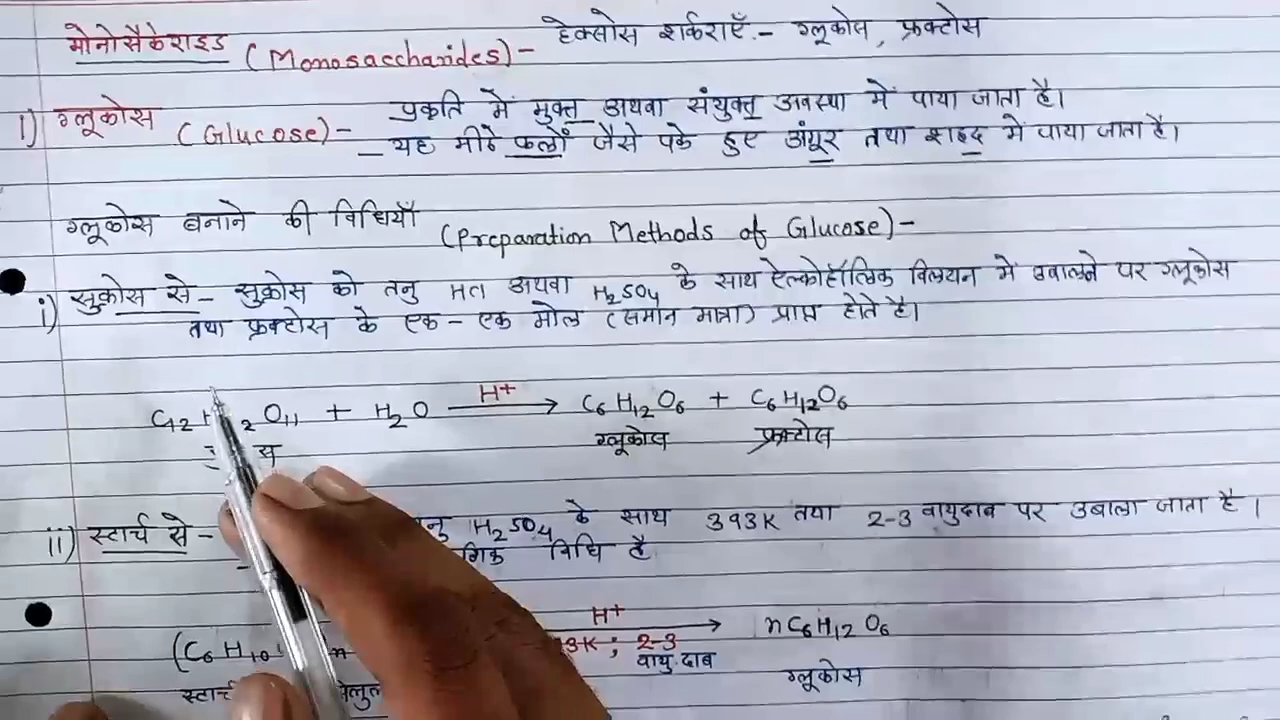 मोनोसैकेराइड (Monosaccharides) - हेक्सोस शर्कराएँ - ग्लूकोस, फ्रक्टोस
1) ग्लूकोस (Glucose) - प्रकृति में मुक्त अथवा संयुक्त अवस्था में पाया जाता है।
- यह मीठे फलों जैसे पके हुए अंगूर तथा शहद में पाया जाता है।
ग्लूकोस बनाने की विधियाँ (Preparation Methods of Glucose) -
i) सुक्रोस से - सुक्रोस को तनु HCl अथवा H₂SO₄ के साथ ऐल्कोहॉलिक विलयन में उबालने पर ग्लूकोस
तथा फ्रक्टोस के एक - एक मोल (समान मात्रा) प्राप्त होते है।
H₂O₁₁ + H₂O ⟶ C₆H₁₂O₆ + C₆H₁₂O₆
H+
ग्लूकोस फ्रक्टोस
ii) स्टार्च से - H₂SO₄ के साथ 393K तथा 2-3 वायुदाब पर उबाला जाता है।
विधि है
H+
(C₆H₁₀ n ⟶ nC₆H₁₂O₆
3K ; 2-3
वायुदाब
ग्लूकोस